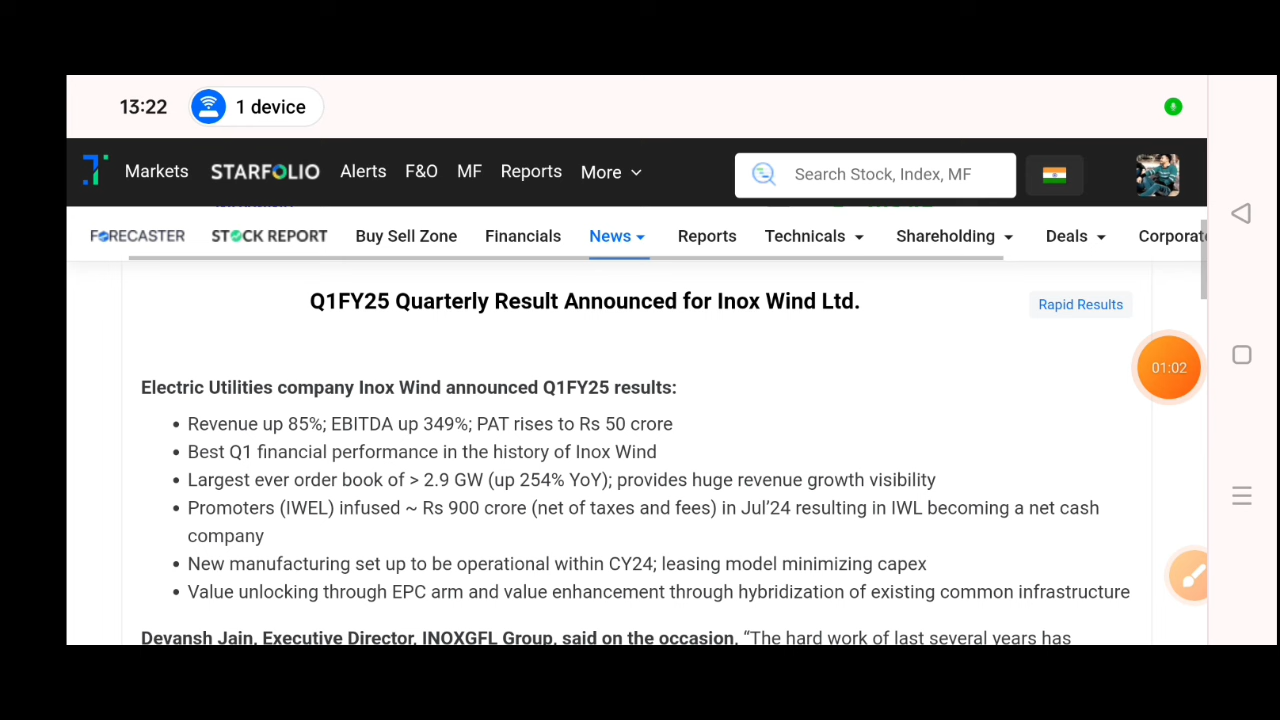 13:22 1 device
Markets STARFOLIO Alerts F&O MF Reports More Search Stock, Index, MF
FORECASTER STOCK REPORT Buy Sell Zone Financials News Reports Technicals Shareholding Deals Corporat
Q1FY25 Quarterly Result Announced for Inox Wind Ltd.
Rapid Results
Electric Utilities company Inox Wind announced Q1FY25 results:
01:02
• Revenue up 85%; EBITDA up 349%; PAT rises to Rs 50 crore
• Best Q1 financial performance in the history of Inox Wind
• Largest ever order book of > 2.9 GW (up 254% YoY); provides huge revenue growth visibility
• Promoters (IWEL) infused ~ Rs 900 crore (net of taxes and fees) in Jul’24 resulting in IWL becoming a net cash
company
• New manufacturing set up to be operational within CY24; leasing model minimizing capex
• Value unlocking through EPC arm and value enhancement through hybridization of existing common infrastructure
Devansh Jain, Executive Director, INOXGFL Group, said on the occasion, “The hard work of last several years has